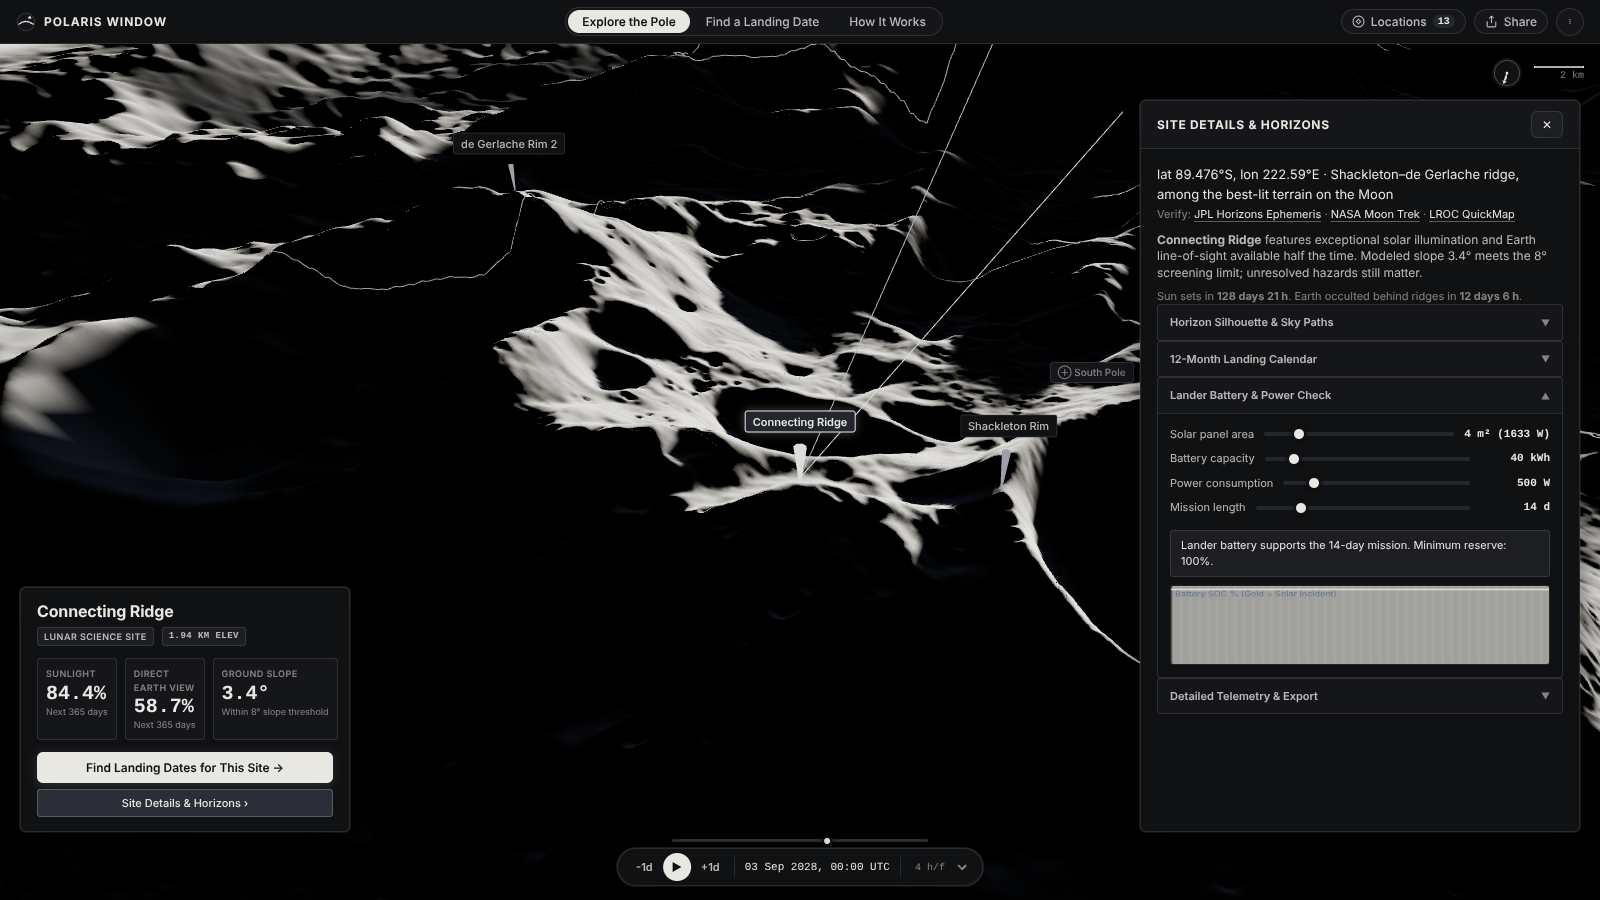 POLARIS WINDOW
Explore the Pole
Find a Landing Date
How It Works
Locations 13
Share
2 km
de Gerlache Rim 2
South Pole
Connecting Ridge
Shackleton Rim
SITE DETAILS & HORIZONS
×
lat 89.476°S, lon 222.59°E · Shackleton–de Gerlache ridge,
among the best-lit terrain on the Moon
Verify: JPL Horizons Ephemeris · NASA Moon Trek · LROC QuickMap
Connecting Ridge features exceptional solar illumination and Earth
line-of-sight available half the time. Modeled slope 3.4° meets the 8°
screening limit; unresolved hazards still matter.
Sun sets in 128 days 21 h. Earth occulted behind ridges in 12 days 6 h.
Horizon Silhouette & Sky Paths ▼
12-Month Landing Calendar ▼
Lander Battery & Power Check ▲
Solar panel area 4 m² (1633 W)
Battery capacity 40 kWh
Power consumption 500 W
Mission length 14 d
Lander battery supports the 14-day mission. Minimum reserve:
100%.
Battery SOC % (Gold = Solar Incident)
Detailed Telemetry & Export ▼
Connecting Ridge
LUNAR SCIENCE SITE
1.94 KM ELEV
SUNLIGHT
84.4%
Next 365 days
DIRECT
EARTH VIEW
58.7%
Next 365 days
GROUND SLOPE
3.4°
Within 8° slope threshold
Find Landing Dates for This Site →
Site Details & Horizons ›
-1d
+1d
03 Sep 2028, 00:00 UTC
4 h/f